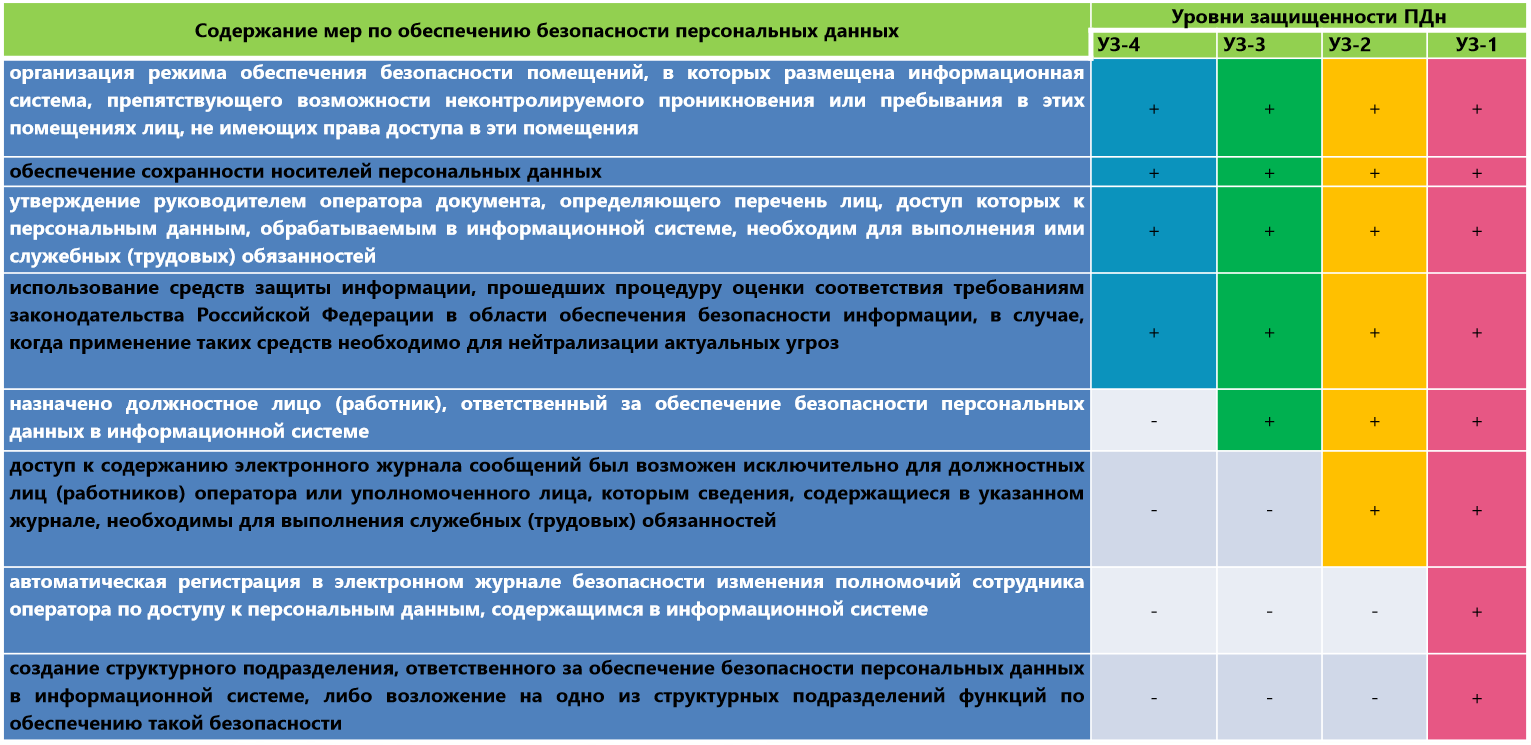 Содержание мер по обеспечению безопасности персональных данных
Уровни защищенности ПДн
УЗ-4 УЗ-3 УЗ-2 УЗ-1
организация режима обеспечения безопасности помещений, в которых размещена информационная
система, препятствующего возможности неконтролируемого проникновения или пребывания в этих
помещениях лиц, не имеющих права доступа в эти помещения
+ + + +
обеспечение сохранности носителей персональных данных
+ + + +
утверждение руководителем оператора документа, определяющего перечень лиц, доступ которых к
персональным данным, обрабатываемым в информационной системе, необходим для выполнения ими
служебных (трудовых) обязанностей
+ + + +
использование средств защиты информации, прошедших процедуру оценки соответствия требованиям
законодательства Российской Федерации в области обеспечения безопасности информации, в случае,
когда применение таких средств необходимо для нейтрализации актуальных угроз
+ + + +
назначено должностное лицо (работник), ответственный за обеспечение безопасности персональных
данных в информационной системе
- + + +
доступ к содержанию электронного журнала сообщений был возможен исключительно для должностных
лиц (работников) оператора или уполномоченного лица, которым сведения, содержащиеся в указанном
журнале, необходимы для выполнения служебных (трудовых) обязанностей
- - + +
автоматическая регистрация в электронном журнале безопасности изменения полномочий сотрудника
оператора по доступу к персональным данным, содержащимся в информационной системе
- - - +
создание структурного подразделения, ответственного за обеспечение безопасности персональных данных
в информационной системе, либо возложение на одно из структурных подразделений функций по
обеспечению такой безопасности
- - - +